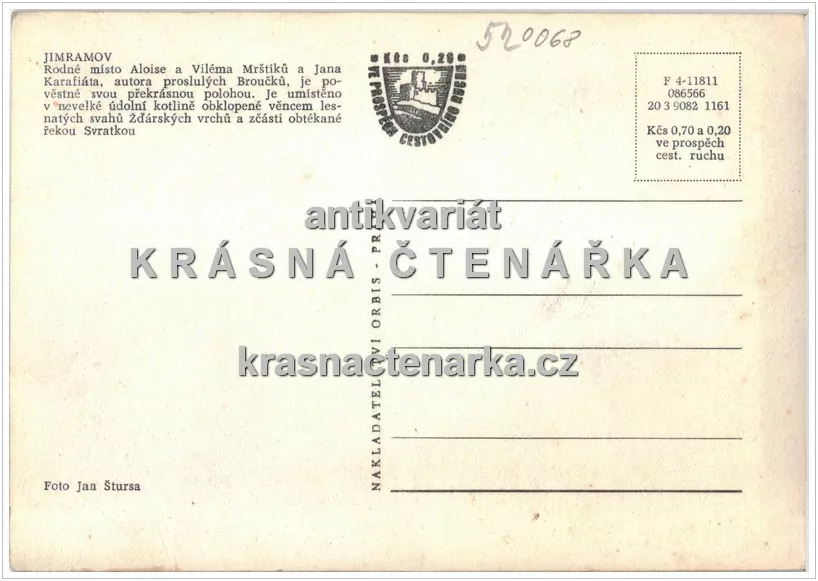 JIMRAMOV
Rodné místo Aloise a Viléma Mrštíků a Jana
Karafiáta, autora proslulých Broučků, je po-
věstné svou překrásnou polohou. Je umístěno
v nevelké údolní kotlině obklopené věncem les-
natých svahů Žďárských vrchů a zčásti obtékané
řekou Svratkou
Kčs 0,20
VE PROSPĚCH CESTOVNÍHO RUCHU
520068
F 4-11811
086566
20 3 9082 1161
Kčs 0,70 a 0,20
ve prospěch
cest. ruchu
antikvariát
KRÁSNÁ ČTENÁŘKA
krasnactenarka.cz
NAKLADATELSTVÍ ORBIS - PRAHA
Foto Jan Štursa